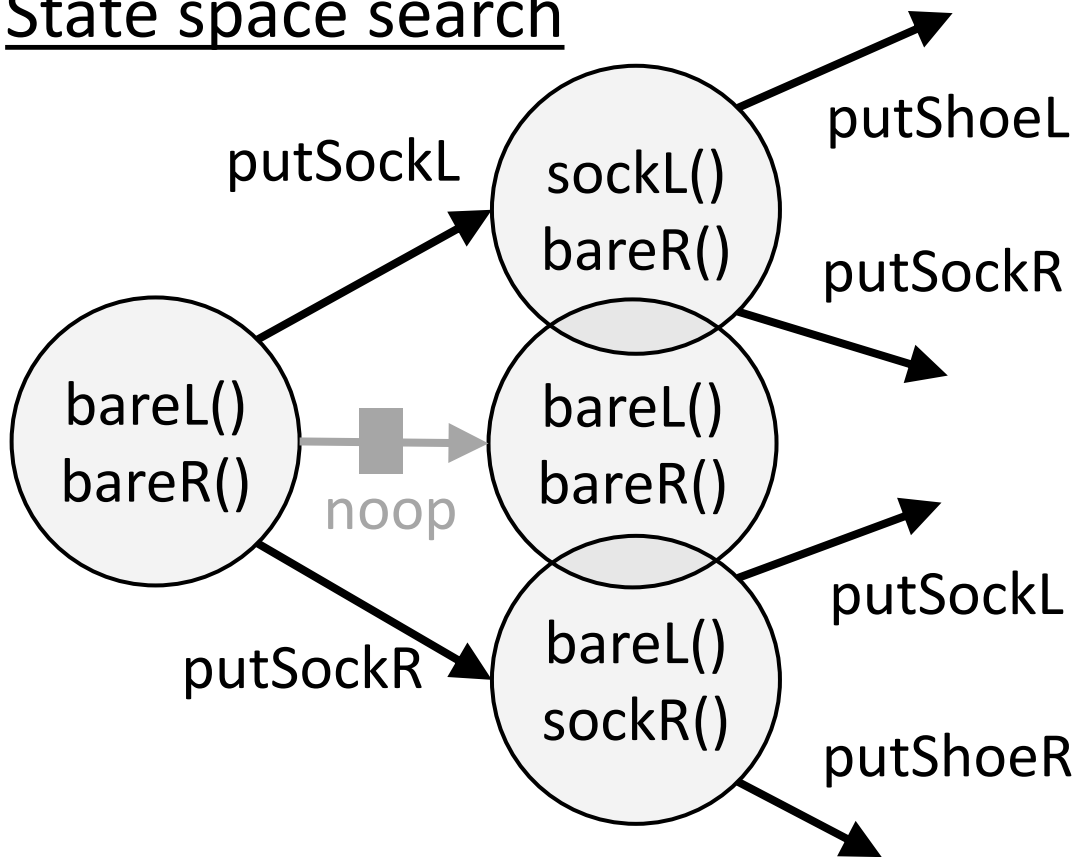 State space search
putShoeL
putSockL
sockL()
bareR()
putSockR
bareL()
bareR()
bareL()
bareR()
noop
putSockL
bareL()
sockR()
putSockR
putShoeR